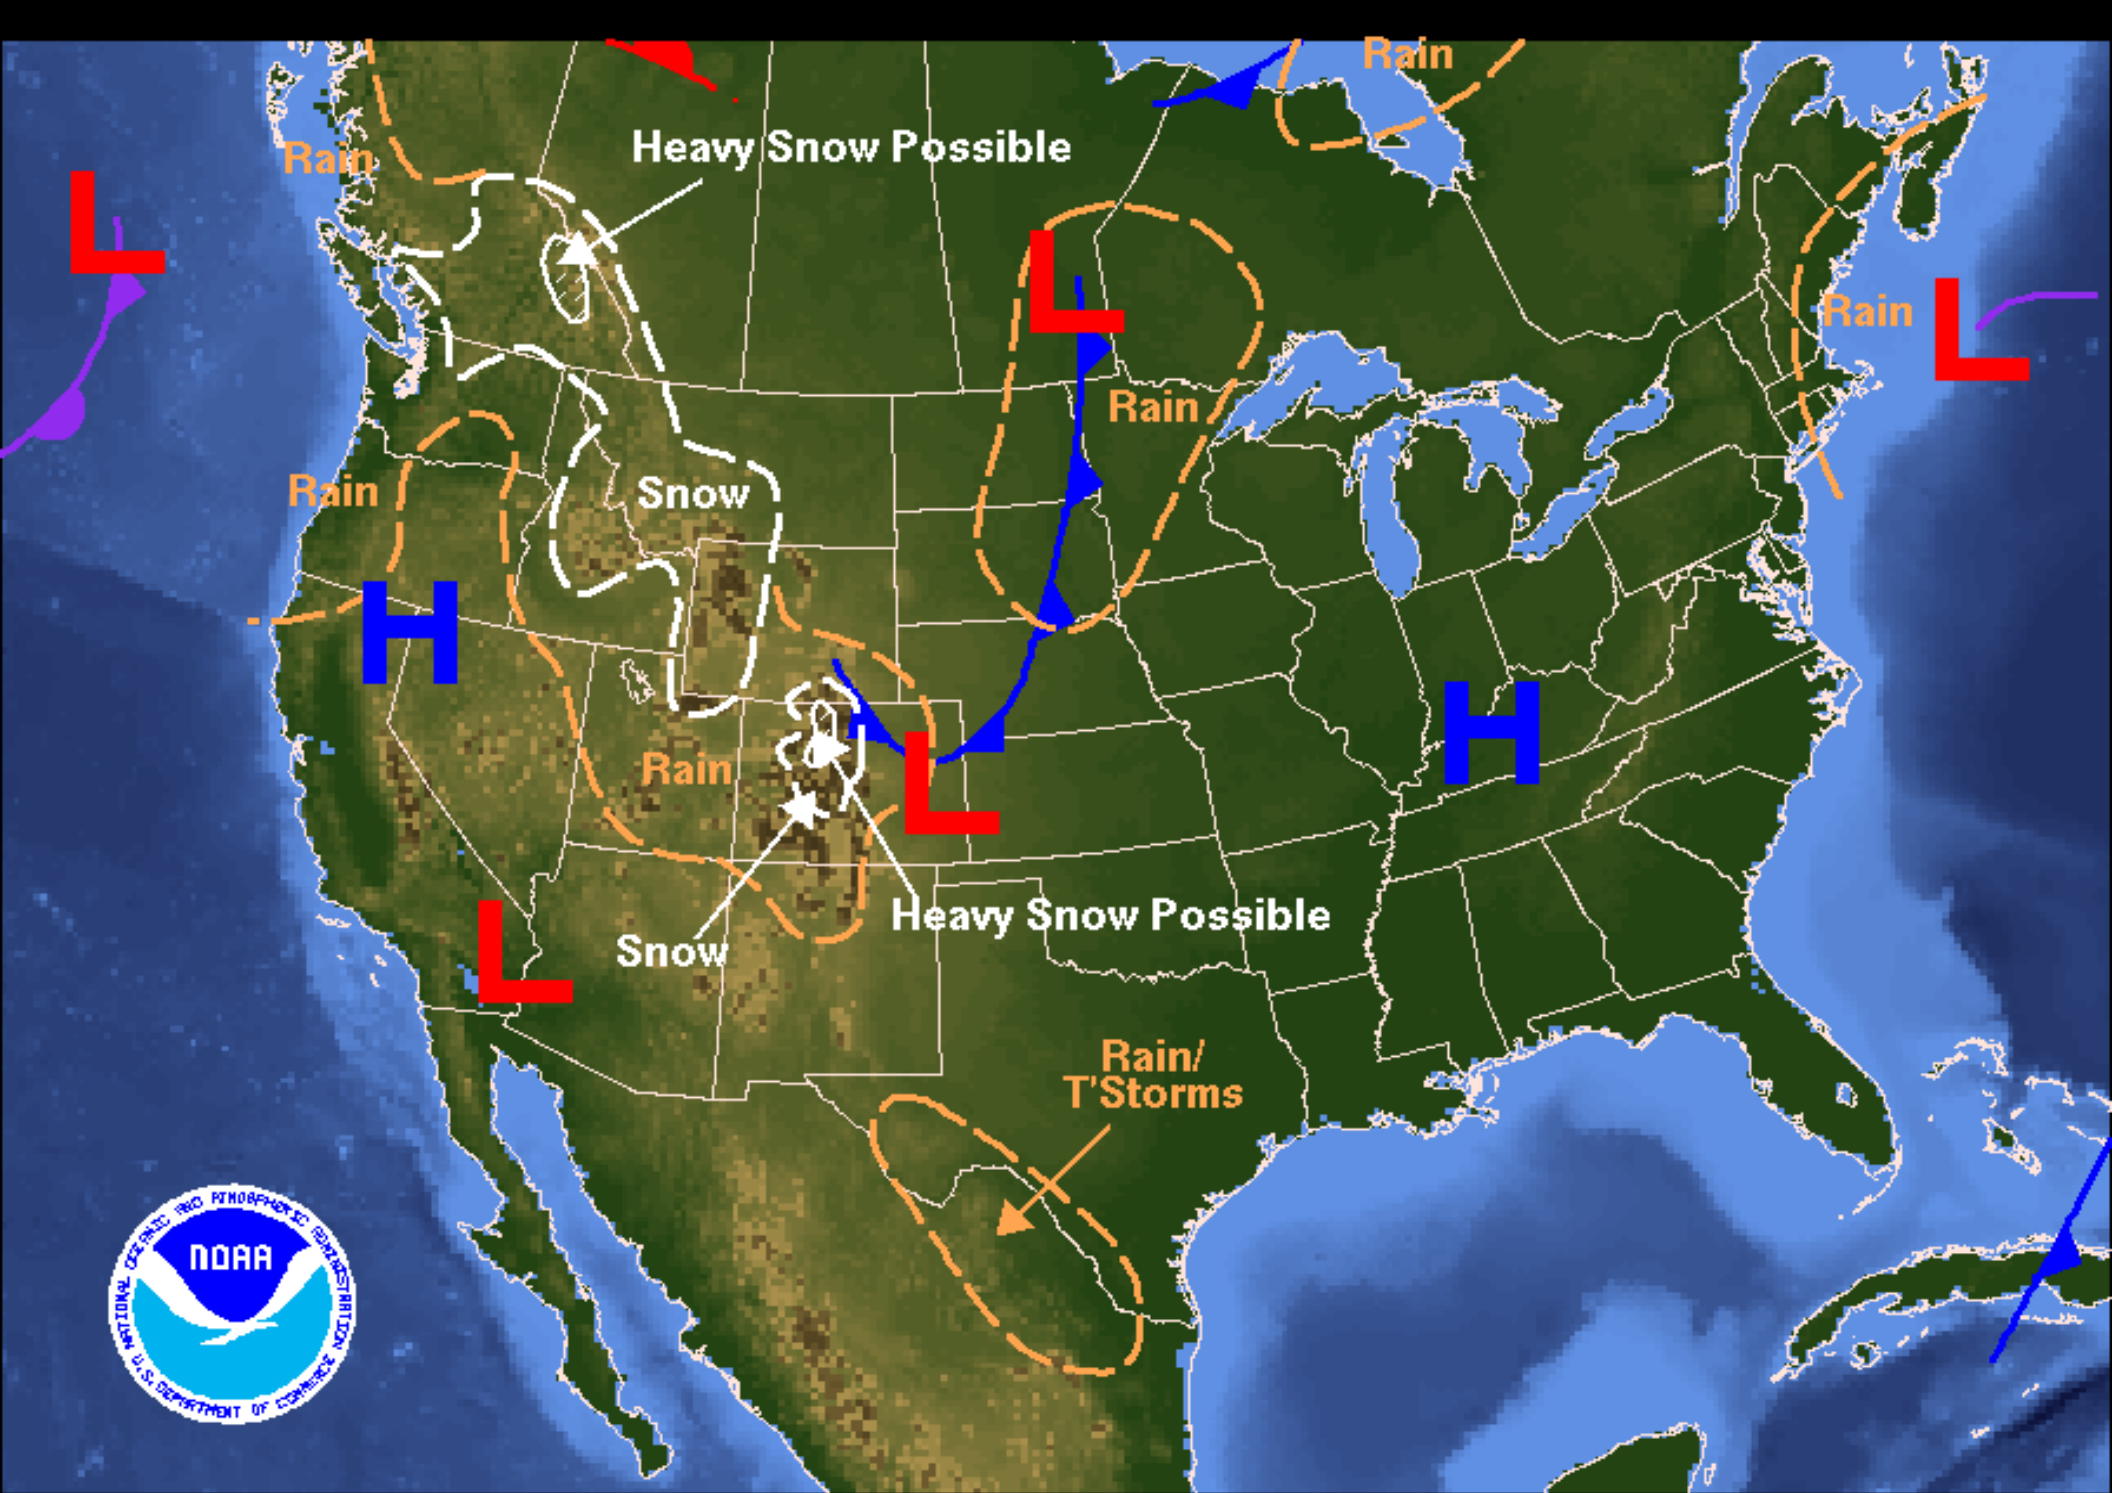 Rain
Heavy Snow Possible
Rain
L
L
L
Rain
Rain
Rain
Snow
H
H
Rain
L
Heavy Snow Possible
L
Snow
Rain/
T'Storms
NATIONAL OCEANIC AND ATMOSPHERIC ADMINISTRATION
NOAA
U.S. DEPARTMENT OF COMMERCE